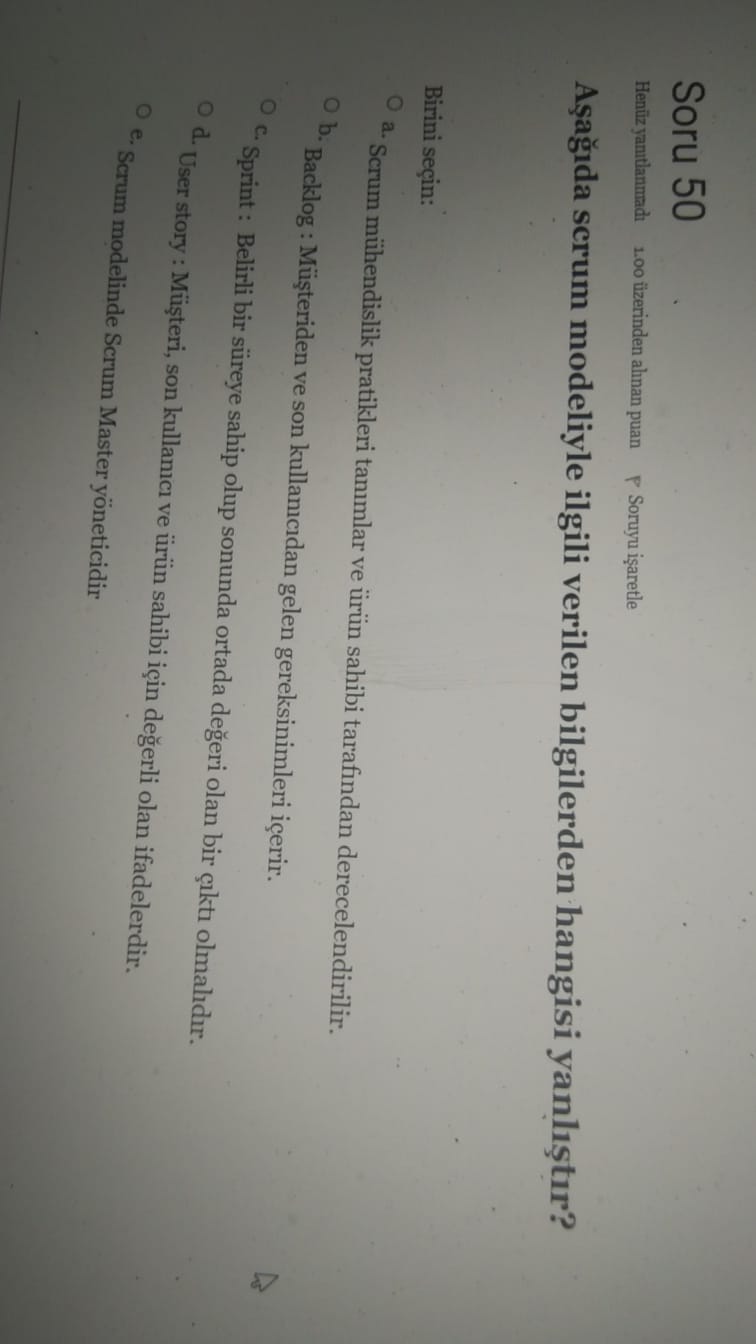 Soru 50
Henüz yanıtlanmadı 1.00 üzerinden alınan puan Soruyu işaretle
Aşağıda scrum modeliyle ilgili verilen bilgilerden hangisi yanlıştır?
Birini seçin:
a. Scrum mühendislik pratikleri tanımlar ve ürün sahibi tarafından derecelendirilir.
b. Backlog : Müşteriden ve son kullanıcıdan gelen gereksinimleri içerir.
c. Sprint : Belirli bir süreye sahip olup sonunda ortada değeri olan bir çıktı olmalıdır.
d. User story : Müşteri, son kullanıcı ve ürün sahibi için değerli olan ifadelerdir.
e. Scrum modelinde Scrum Master yöneticidir